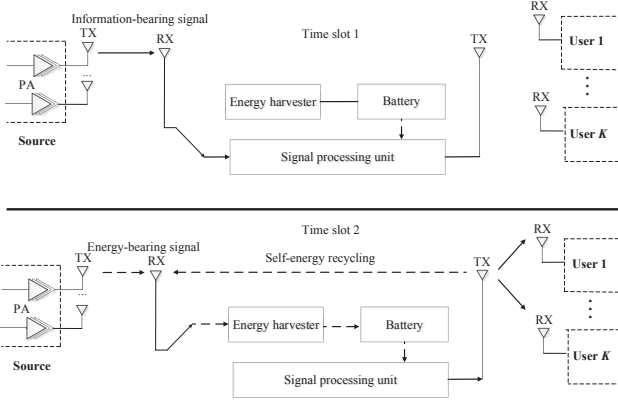 Information-bearing signal
TX
RX
Time slot 1
TX
RX
User 1
PA
...
Energy harvester
Battery
RX
User K
Source
Signal processing unit
Time slot 2
Energy-bearing signal
TX
RX
Self-energy recycling
TX
RX
User 1
PA
...
Energy harvester
Battery
RX
User K
Source
Signal processing unit